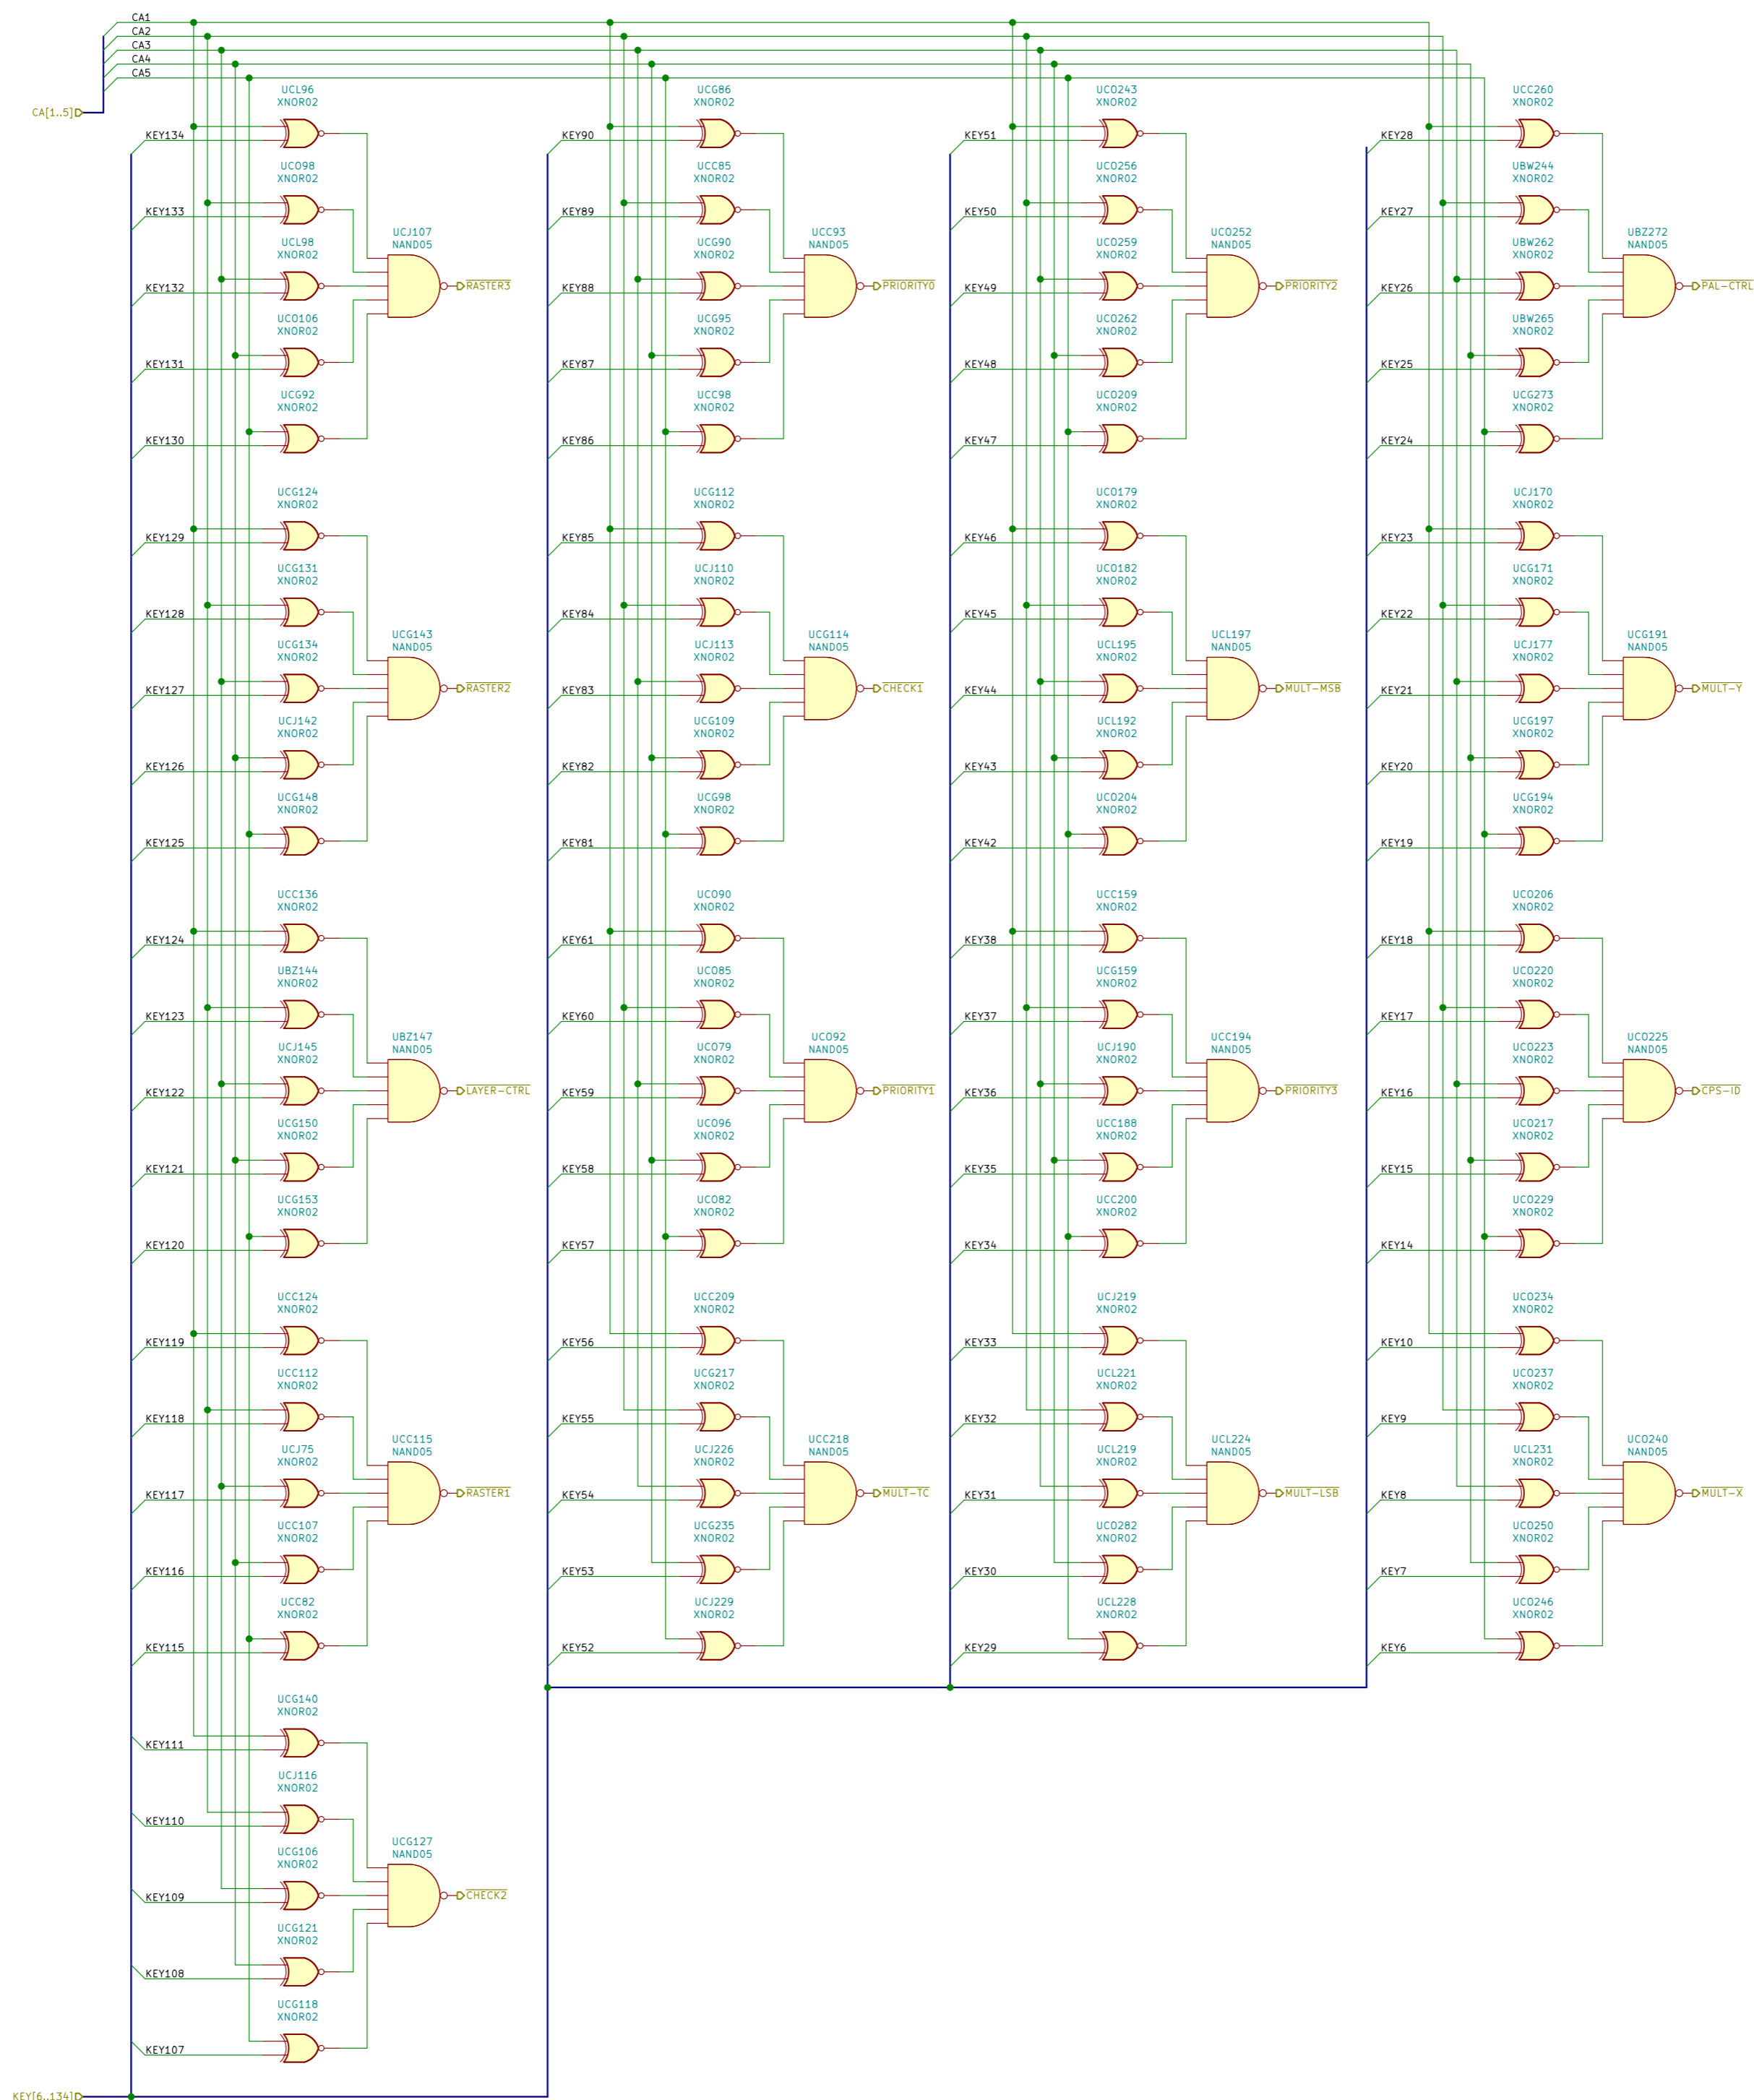 CA1
CA2
CA3
CA4
CA5
CA[1..5]
UCL96
XNOR02
KEY134
UCO98
XNOR02
KEY133
UCJ107
NAND05
UCL98
XNOR02
KEY132
RASTER3
UCO106
XNOR02
KEY131
UCG92
XNOR02
KEY130
UCG124
XNOR02
KEY129
UCG131
XNOR02
KEY128
UCG143
NAND05
UCG134
XNOR02
KEY127
RASTER2
UCJ142
XNOR02
KEY126
UCG148
XNOR02
KEY125
UCC136
XNOR02
KEY124
UBZ144
XNOR02
KEY123
UBZ147
NAND05
UCJ145
XNOR02
KEY122
LAYER-CTRL
UCG150
XNOR02
KEY121
UCG153
XNOR02
KEY120
UCC124
XNOR02
KEY119
UCC112
XNOR02
KEY118
UCC115
NAND05
UCJ75
XNOR02
KEY117
RASTER1
UCC107
XNOR02
KEY116
UCC82
XNOR02
KEY115
UCG140
XNOR02
KEY111
UCJ116
XNOR02
KEY110
UCG127
NAND05
UCG106
XNOR02
KEY109
CHECK2
UCG121
XNOR02
KEY108
UCG118
XNOR02
KEY107
KEY[6..134]
UCG86
XNOR02
KEY90
UCC85
XNOR02
KEY89
UCC93
NAND05
UCG90
XNOR02
KEY88
PRIORITY0
UCG95
XNOR02
KEY87
UCC98
XNOR02
KEY86
UCG112
XNOR02
KEY85
UCJ110
XNOR02
KEY84
UCG114
NAND05
UCJ113
XNOR02
KEY83
CHECK1
UCG109
XNOR02
KEY82
UCG98
XNOR02
KEY81
UCO90
XNOR02
KEY61
UCO85
XNOR02
KEY60
UCO92
NAND05
UCO79
XNOR02
KEY59
PRIORITY1
UCO96
XNOR02
KEY58
UCO82
XNOR02
KEY57
UCC209
XNOR02
KEY56
UCG217
XNOR02
KEY55
UCC218
NAND05
UCJ226
XNOR02
KEY54
MULT-TC
UCG235
XNOR02
KEY53
UCJ229
XNOR02
KEY52
UCO243
XNOR02
KEY51
UCO256
XNOR02
KEY50
UCO252
NAND05
UCO259
XNOR02
KEY49
PRIORITY2
UCO262
XNOR02
KEY48
UCO209
XNOR02
KEY47
UCO179
XNOR02
KEY46
UCO182
XNOR02
KEY45
UCL197
NAND05
UCL195
XNOR02
KEY44
MULT-MSB
UCL192
XNOR02
KEY43
UCO204
XNOR02
KEY42
UCC159
XNOR02
KEY38
UCG159
XNOR02
KEY37
UCC194
NAND05
UCJ190
XNOR02
KEY36
PRIORITY3
UCC188
XNOR02
KEY35
UCC200
XNOR02
KEY34
UCJ219
XNOR02
KEY33
UCL221
XNOR02
KEY32
UCL224
NAND05
UCL219
XNOR02
KEY31
MULT-LSB
UCO282
XNOR02
KEY30
UCL228
XNOR02
KEY29
UCC260
XNOR02
KEY28
UBW244
XNOR02
KEY27
UBZ272
NAND05
UBW262
XNOR02
KEY26
PAL-CTRL
UBW265
XNOR02
KEY25
UCG273
XNOR02
KEY24
UCJ170
XNOR02
KEY23
UCG171
XNOR02
KEY22
UCG191
NAND05
UCJ177
XNOR02
KEY21
MULT-Y
UCG197
XNOR02
KEY20
UCG194
XNOR02
KEY19
UCO206
XNOR02
KEY18
UCO220
XNOR02
KEY17
UCO225
NAND05
UCO223
XNOR02
KEY16
CPS-ID
UCO217
XNOR02
KEY15
UCO229
XNOR02
KEY14
UCO234
XNOR02
KEY10
UCO237
XNOR02
KEY9
UCO240
NAND05
UCL231
XNOR02
KEY8
MULT-X
UCO250
XNOR02
KEY7
UCO246
XNOR02
KEY6